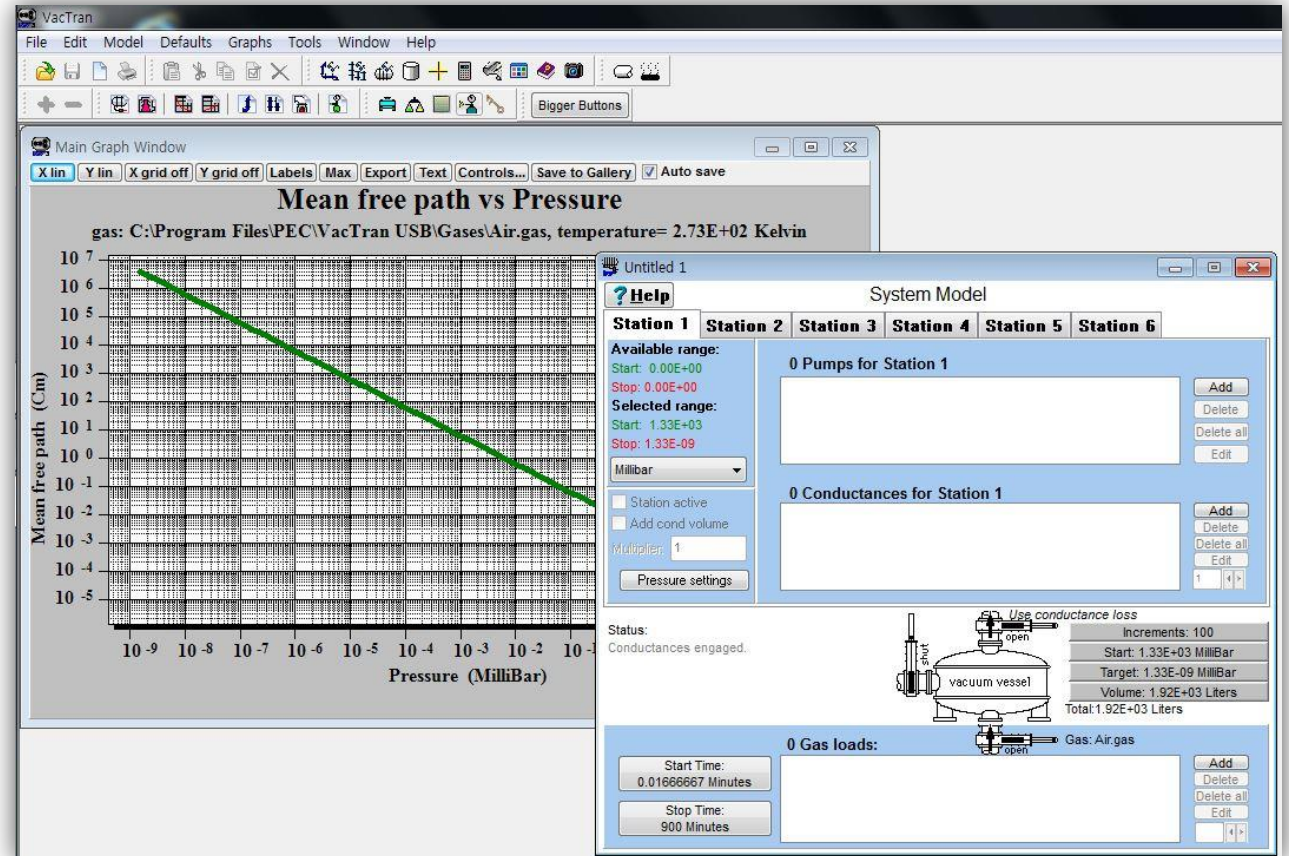 VacTran
File Edit Model Defaults Graphs Tools Window Help
Bigger Buttons
Main Graph Window
X lin Y lin X grid off Y grid off Labels Max Export Text Controls... Save to Gallery Auto save
Mean free path vs Pressure
gas: C:\Program Files\PEC\VacTran USB\Gases\Air.gas, temperature= 2.73E+02 Kelvin
10 7
10 6
10 5
10 4
10 3
10 2
10 1
10 0
10 -1
10 -2
10 -3
10 -4
10 -5
Mean free path (Cm)
10 -9 10 -8 10 -7 10 -6 10 -5 10 -4 10 -3 10 -2 10 -
Pressure (MilliBar)
Untitled 1
? Help
System Model
Station 1 Station 2 Station 3 Station 4 Station 5 Station 6
Available range:
Start: 0.00E+00
Stop: 0.00E+00
Selected range:
Start: 1.33E+03
Stop: 1.33E-09
Millibar
Station active
Add cond volume
Multiplier: 1
Pressure settings
0 Pumps for Station 1
Add
Delete
Delete all
Edit
0 Conductances for Station 1
Add
Delete
Delete all
Edit
1
Status:
Conductances engaged.
Use conductance loss
open
shut
vacuum vessel
Increments: 100
Start: 1.33E+03 MilliBar
Target: 1.33E-09 MilliBar
Volume: 1.92E+03 Liters
Total:1.92E+03 Liters
open
Gas: Air.gas
0 Gas loads:
Start Time:
0.01666667 Minutes
Stop Time:
900 Minutes
Add
Delete
Delete all
Edit